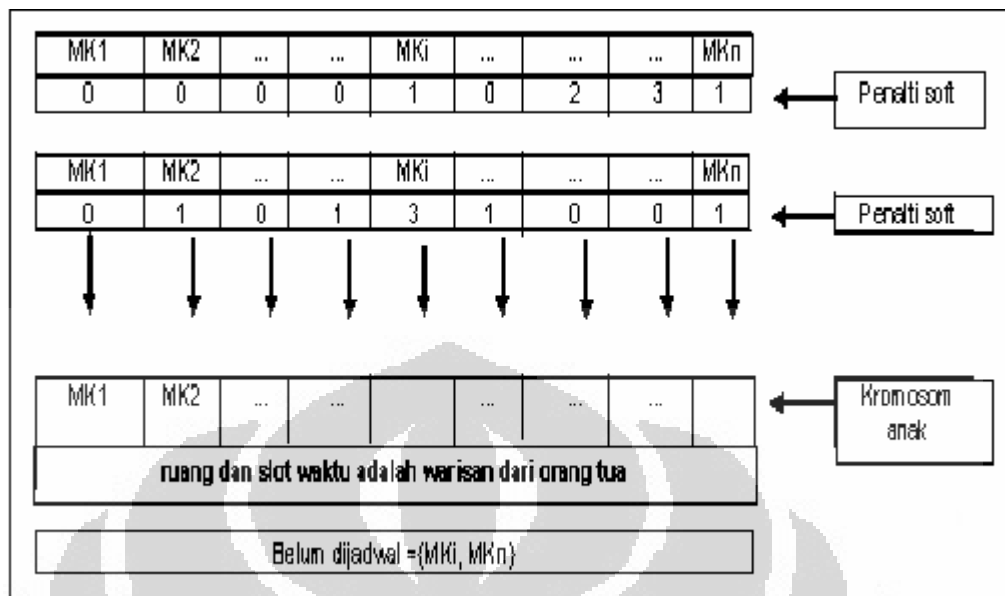 MK1 MK2 ... ... MKi ... ... ... MKn
0 0 0 0 1 0 2 3 1
Penalti soft
MK1 MK2 ... ... MKi ... ... ... MKn
0 1 0 1 3 1 0 0 1
Penalti soft
MK1 MK2 ... ... ... ... ...
Kromosom
anak
ruang dan slot waktu adalah warisan dari orang tua
Belum dijadwal ={MKi, MKn}